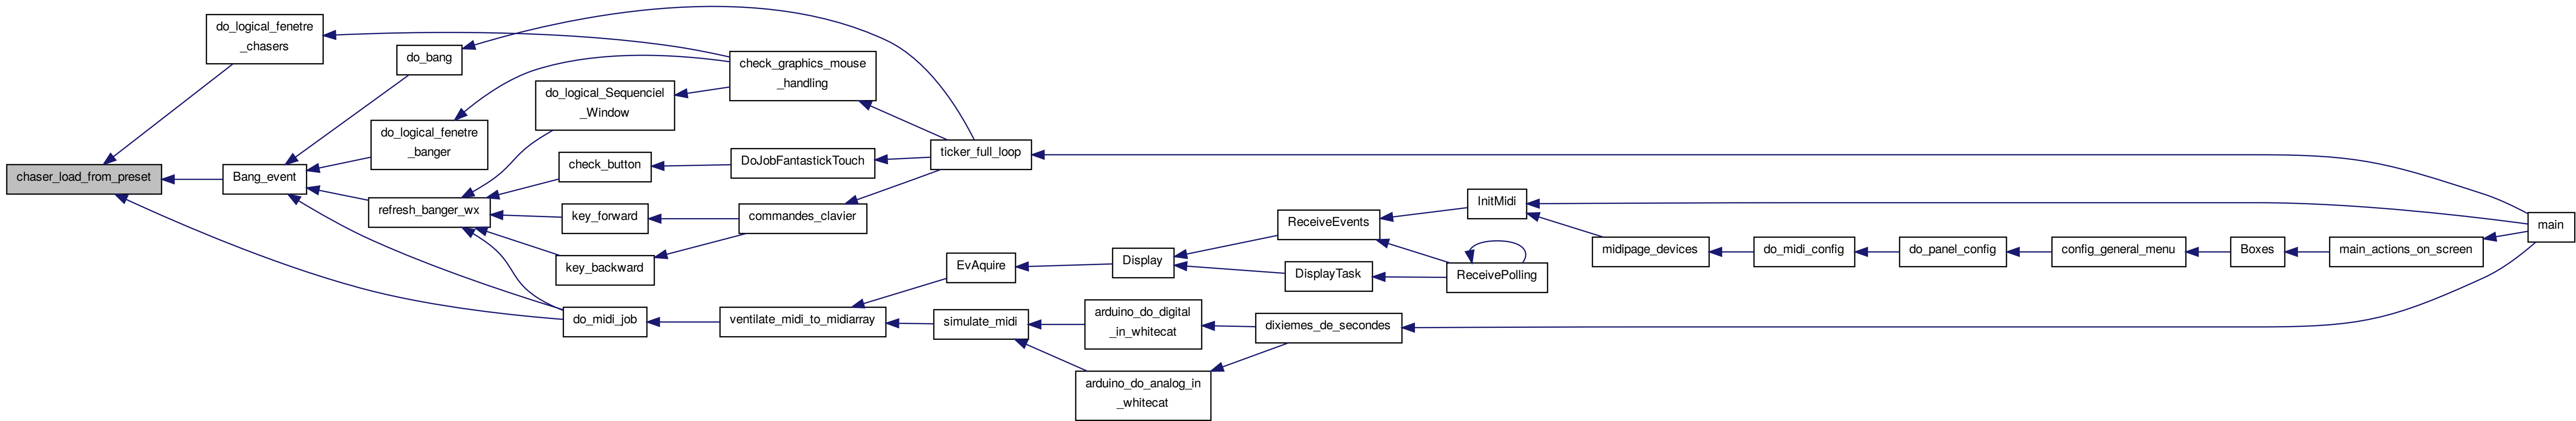 do_logical_fenetre
_chasers
do_bang
check_graphics_mouse
_handling
do_logical_Sequenciel
_Window
do_logical_fenetre
_banger
ticker_full_loop
check_button
DoJobFantastickTouch
chaser_load_from_preset
Bang_event
refresh_banger_wx
key_forward
commandes_clavier
InitMidi
ReceiveEvents
main
midipage_devices
do_midi_config
do_panel_config
config_general_menu
Boxes
main_actions_on_screen
key_backward
EvAquire
Display
DisplayTask
ReceivePolling
do_midi_job
ventilate_midi_to_midiarray
simulate_midi
arduino_do_digital
_in_whitecat
dixiemes_de_secondes
arduino_do_analog_in
_whitecat